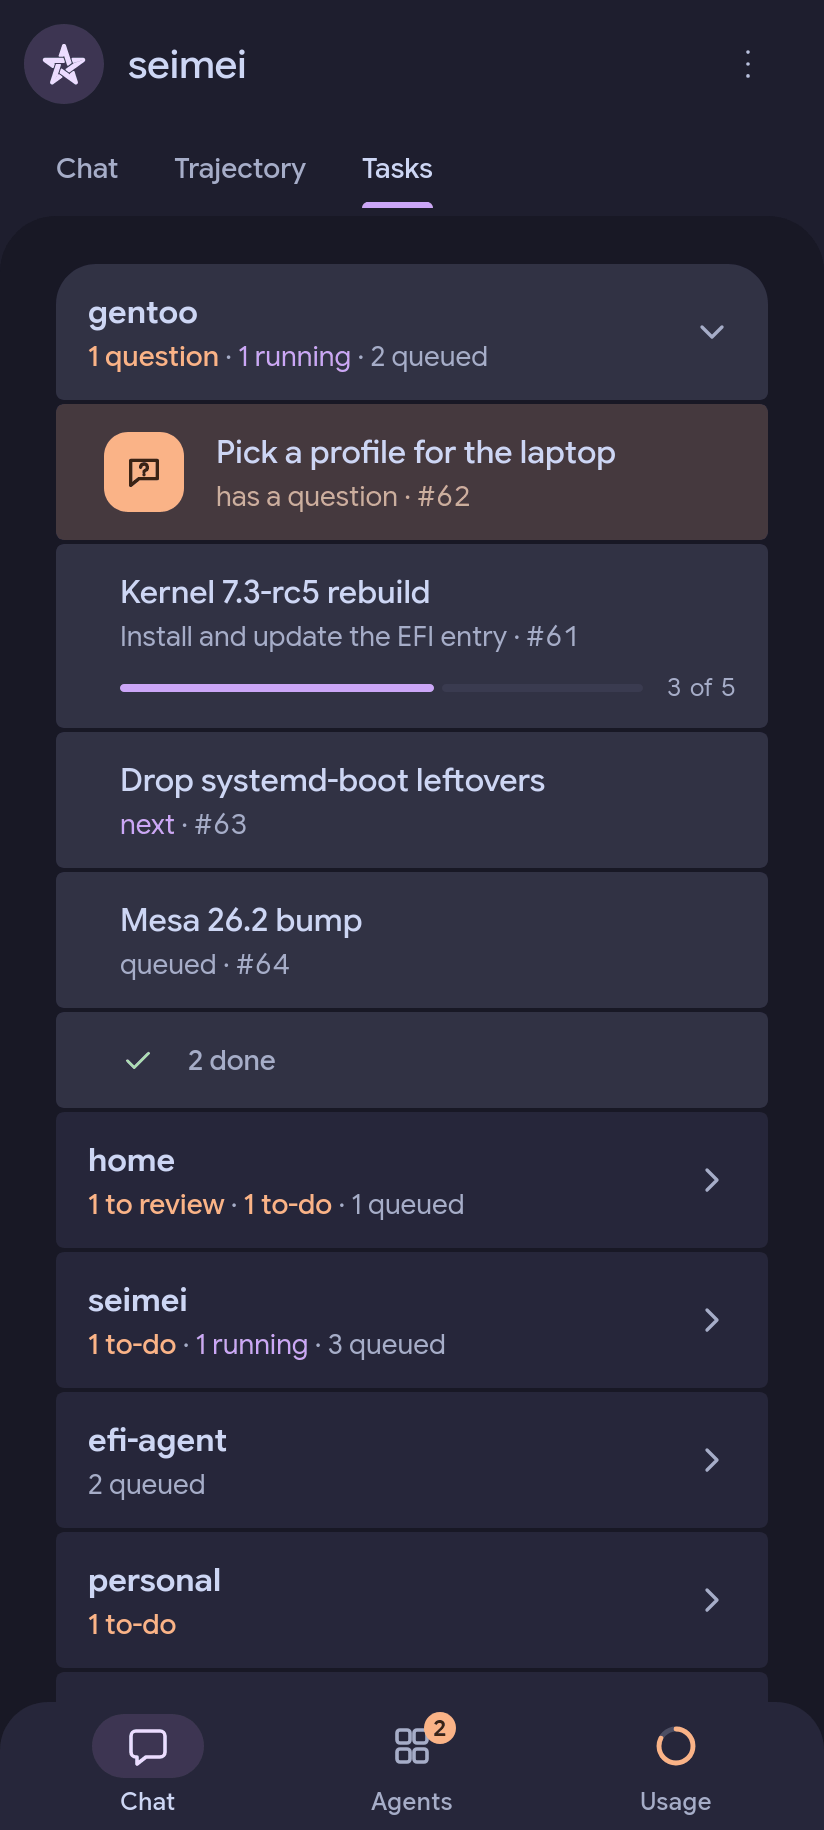 seimei
Chat
Trajectory
Tasks
gentoo
1 question · 1 running · 2 queued
Pick a profile for the laptop
has a question · #62
Kernel 7.3-rc5 rebuild
Install and update the EFI entry · #61
3 of 5
Drop systemd-boot leftovers
next · #63
Mesa 26.2 bump
queued · #64
2 done
home
1 to review · 1 to-do · 1 queued
seimei
1 to-do · 1 running · 3 queued
efi-agent
2 queued
personal
1 to-do
2
Chat
Agents
Usage